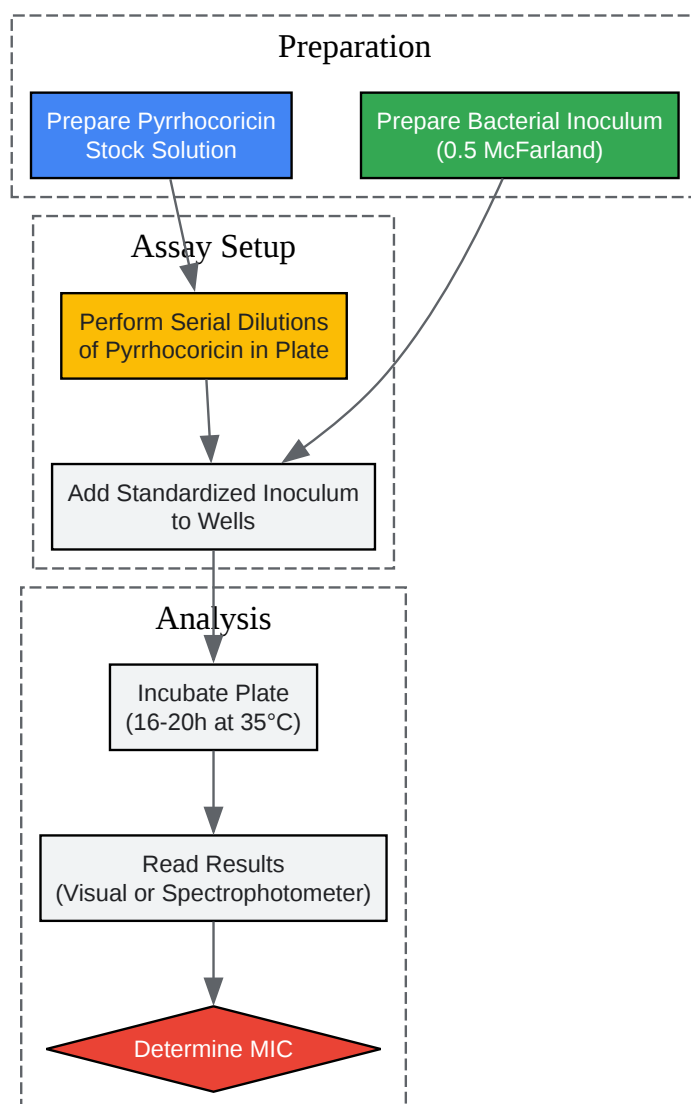 Preparation
Prepare Pyrrhocoricin
Stock Solution
Prepare Bacterial Inoculum
(0.5 McFarland)
Assay Setup
Perform Serial Dilutions
of Pyrrhocoricin in Plate
Add Standardized Inoculum
to Wells
Analysis
Incubate Plate
(16-20h at 35°C)
Read Results
(Visual or Spectrophotometer)
Determine MIC